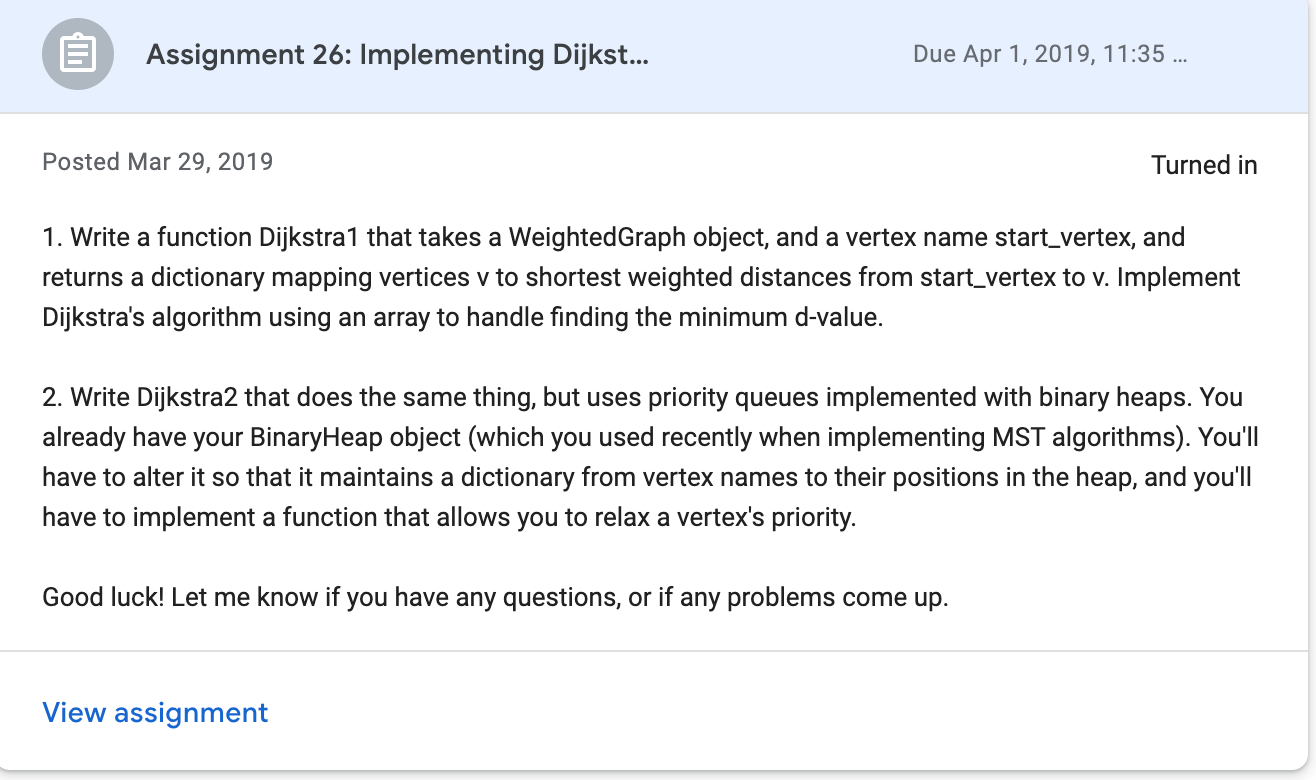 Assignment 26: Implementing Dijkst...
Due Apr 1, 2019, 11:35 ...
Posted Mar 29, 2019
Turned in
1. Write a function Dijkstra1 that takes a WeightedGraph object, and a vertex name start_vertex, and
returns a dictionary mapping vertices v to shortest weighted distances from start_vertex to v. Implement
Dijkstra's algorithm using an array to handle finding the minimum d-value.
2. Write Dijkstra2 that does the same thing, but uses priority queues implemented with binary heaps. You
already have your BinaryHeap object (which you used recently when implementing MST algorithms). You'll
have to alter it so that it maintains a dictionary from vertex names to their positions in the heap, and you'll
have to implement a function that allows you to relax a vertex's priority.
Good luck! Let me know if you have any questions, or if any problems come up.
View assignment